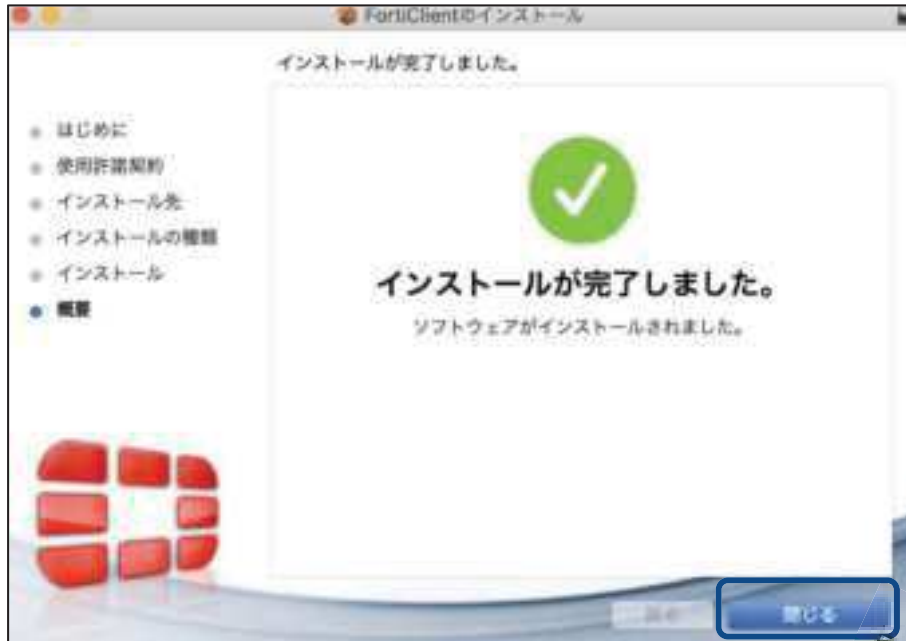 FortiClientのインストール
インストールが完了しました。
はじめに
使用許諾契約
インストール先
インストールの種類
インストール
概要
インストールが完了しました。
ソフトウェアがインストールされました。
閉じる